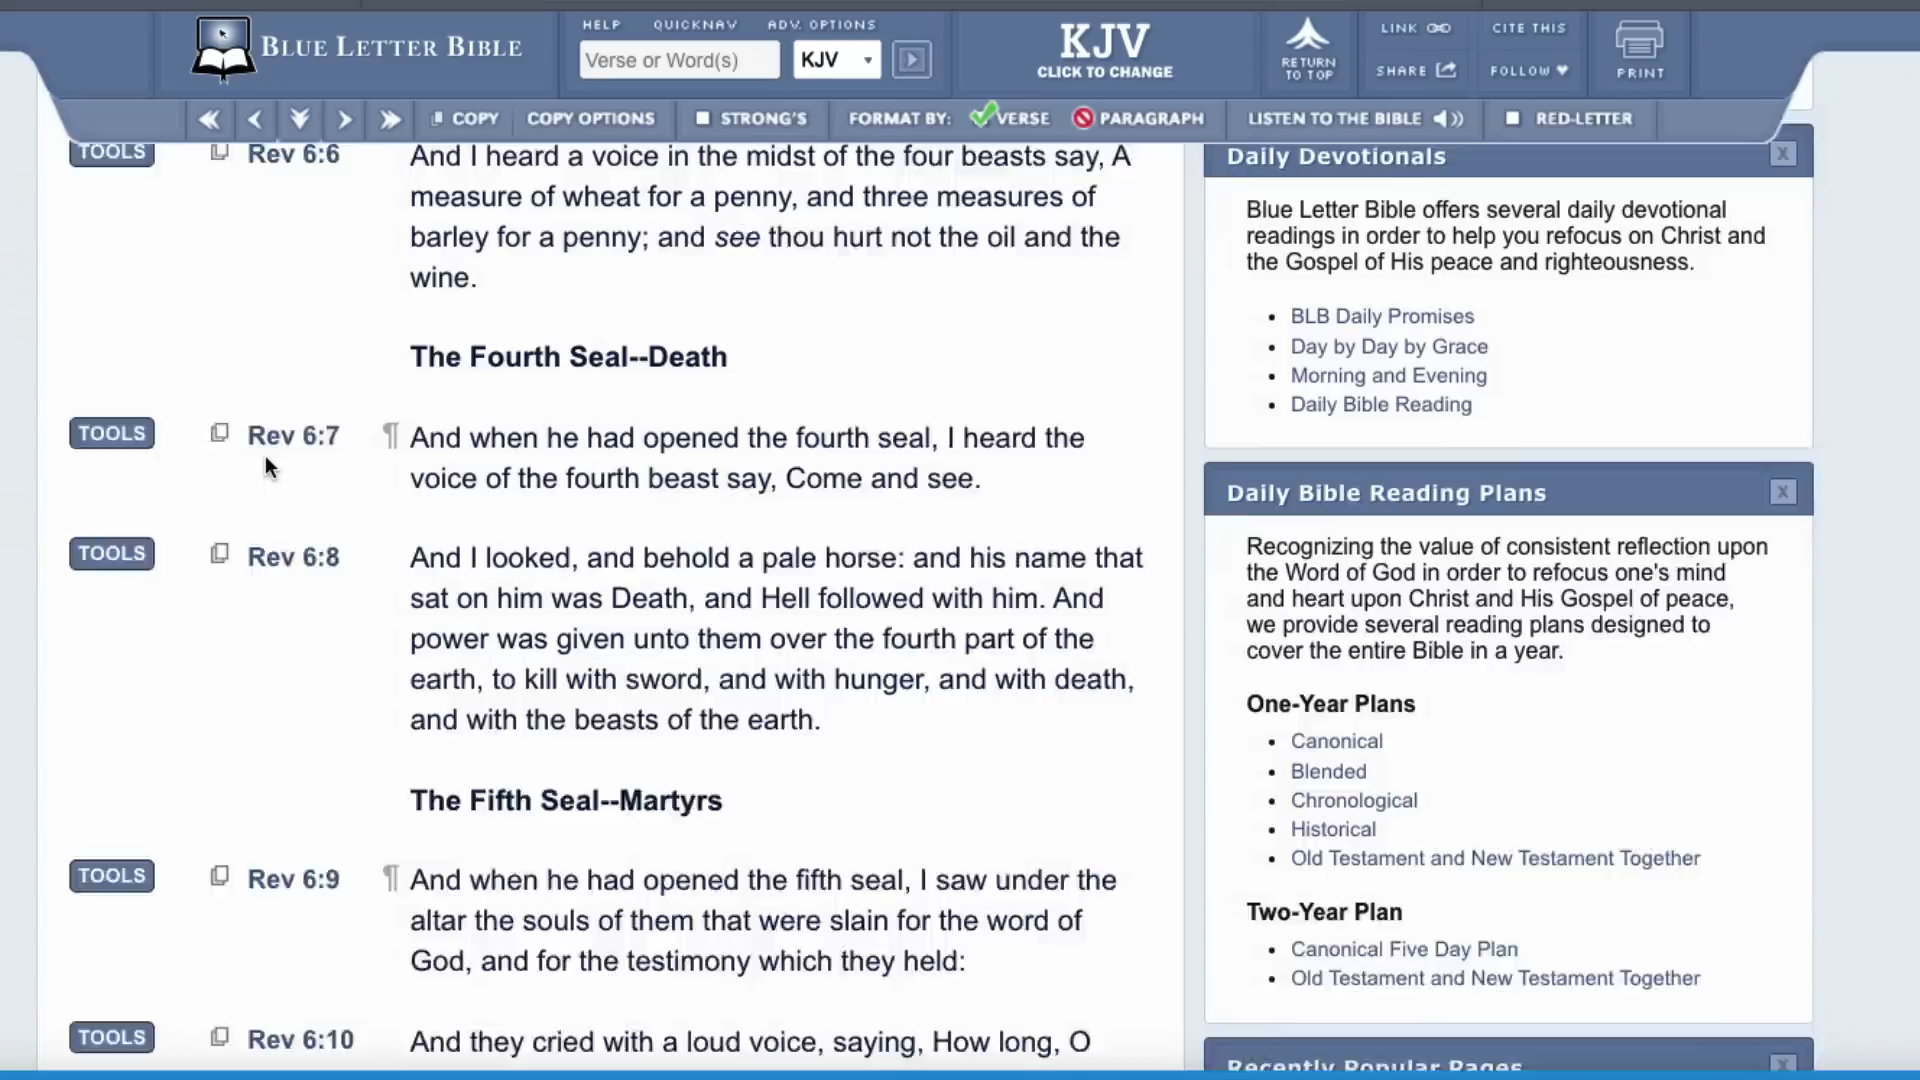 BLUE LETTER BIBLE
HELP QUICKNAV ADV. OPTIONS
Verse or Word(s)
KJV
KJV
CLICK TO CHANGE
RETURN
TO TOP
LINK
SHARE
CITE THIS
FOLLOW
PRINT
COPY
COPY OPTIONS
STRONG'S
FORMAT BY: VERSE PARAGRAPH
LISTEN TO THE BIBLE
RED-LETTER
TOOLS Rev 6:6 And I heard a voice in the midst of the four beasts say, A
measure of wheat for a penny, and three measures of
barley for a penny; and see thou hurt not the oil and the
wine.
The Fourth Seal--Death
TOOLS Rev 6:7 ¶ And when he had opened the fourth seal, I heard the
voice of the fourth beast say, Come and see.
TOOLS Rev 6:8 And I looked, and behold a pale horse: and his name that
sat on him was Death, and Hell followed with him. And
power was given unto them over the fourth part of the
earth, to kill with sword, and with hunger, and with death,
and with the beasts of the earth.
The Fifth Seal--Martyrs
TOOLS Rev 6:9 ¶ And when he had opened the fifth seal, I saw under the
altar the souls of them that were slain for the word of
God, and for the testimony which they held:
TOOLS Rev 6:10 And they cried with a loud voice, saying, How long, O
Daily Devotionals X
Blue Letter Bible offers several daily devotional
readings in order to help you refocus on Christ and
the Gospel of His peace and righteousness.
• BLB Daily Promises
• Day by Day by Grace
• Morning and Evening
• Daily Bible Reading
Daily Bible Reading Plans X
Recognizing the value of consistent reflection upon
the Word of God in order to refocus one's mind
and heart upon Christ and His Gospel of peace,
we provide several reading plans designed to
cover the entire Bible in a year.
One-Year Plans
• Canonical
• Blended
• Chronological
• Historical
• Old Testament and New Testament Together
Two-Year Plan
• Canonical Five Day Plan
• Old Testament and New Testament Together
Recently Popular Pages X